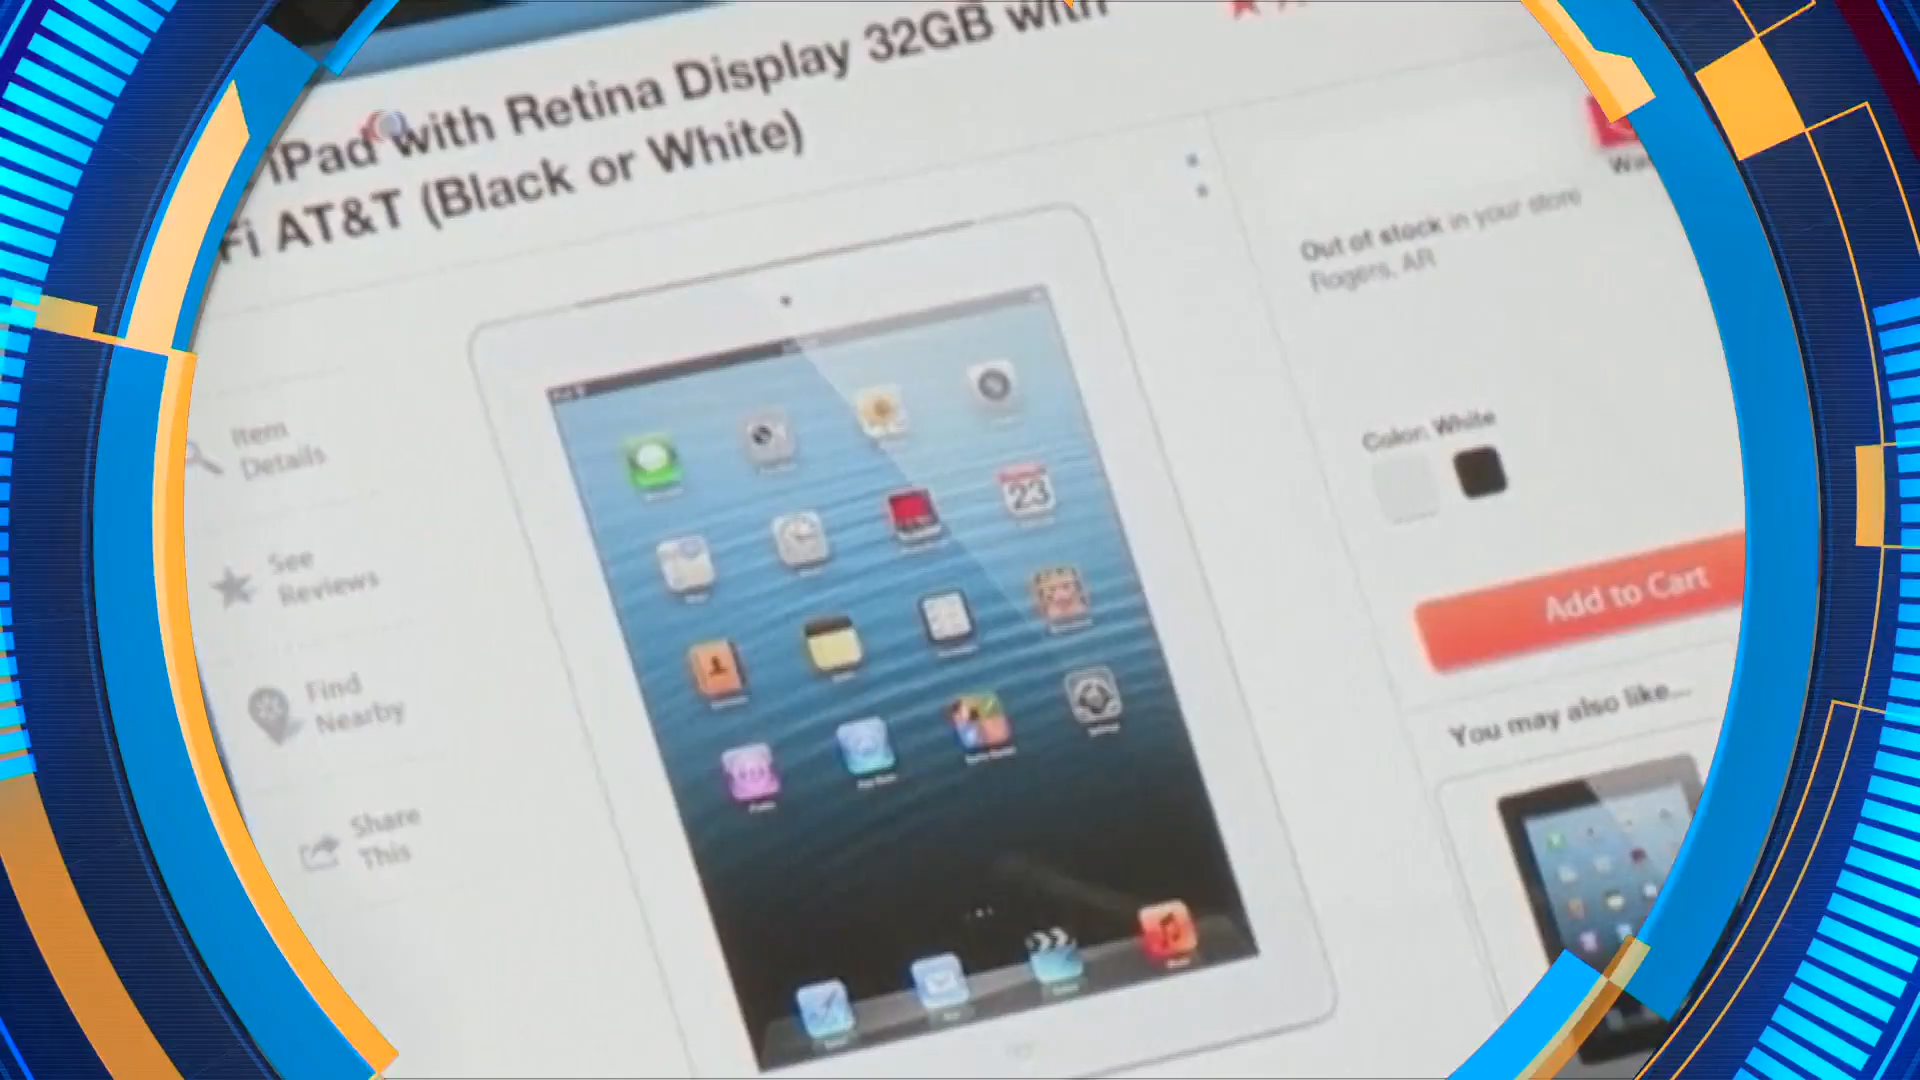 iPad with Retina Display 32GB with
Fi AT&T (Black or White)
Out of stock in your store
Rogers, AR
Item
Details
See
Reviews
Find
Nearby
Share
This
23
Color: White
Add to Cart
You may also like...